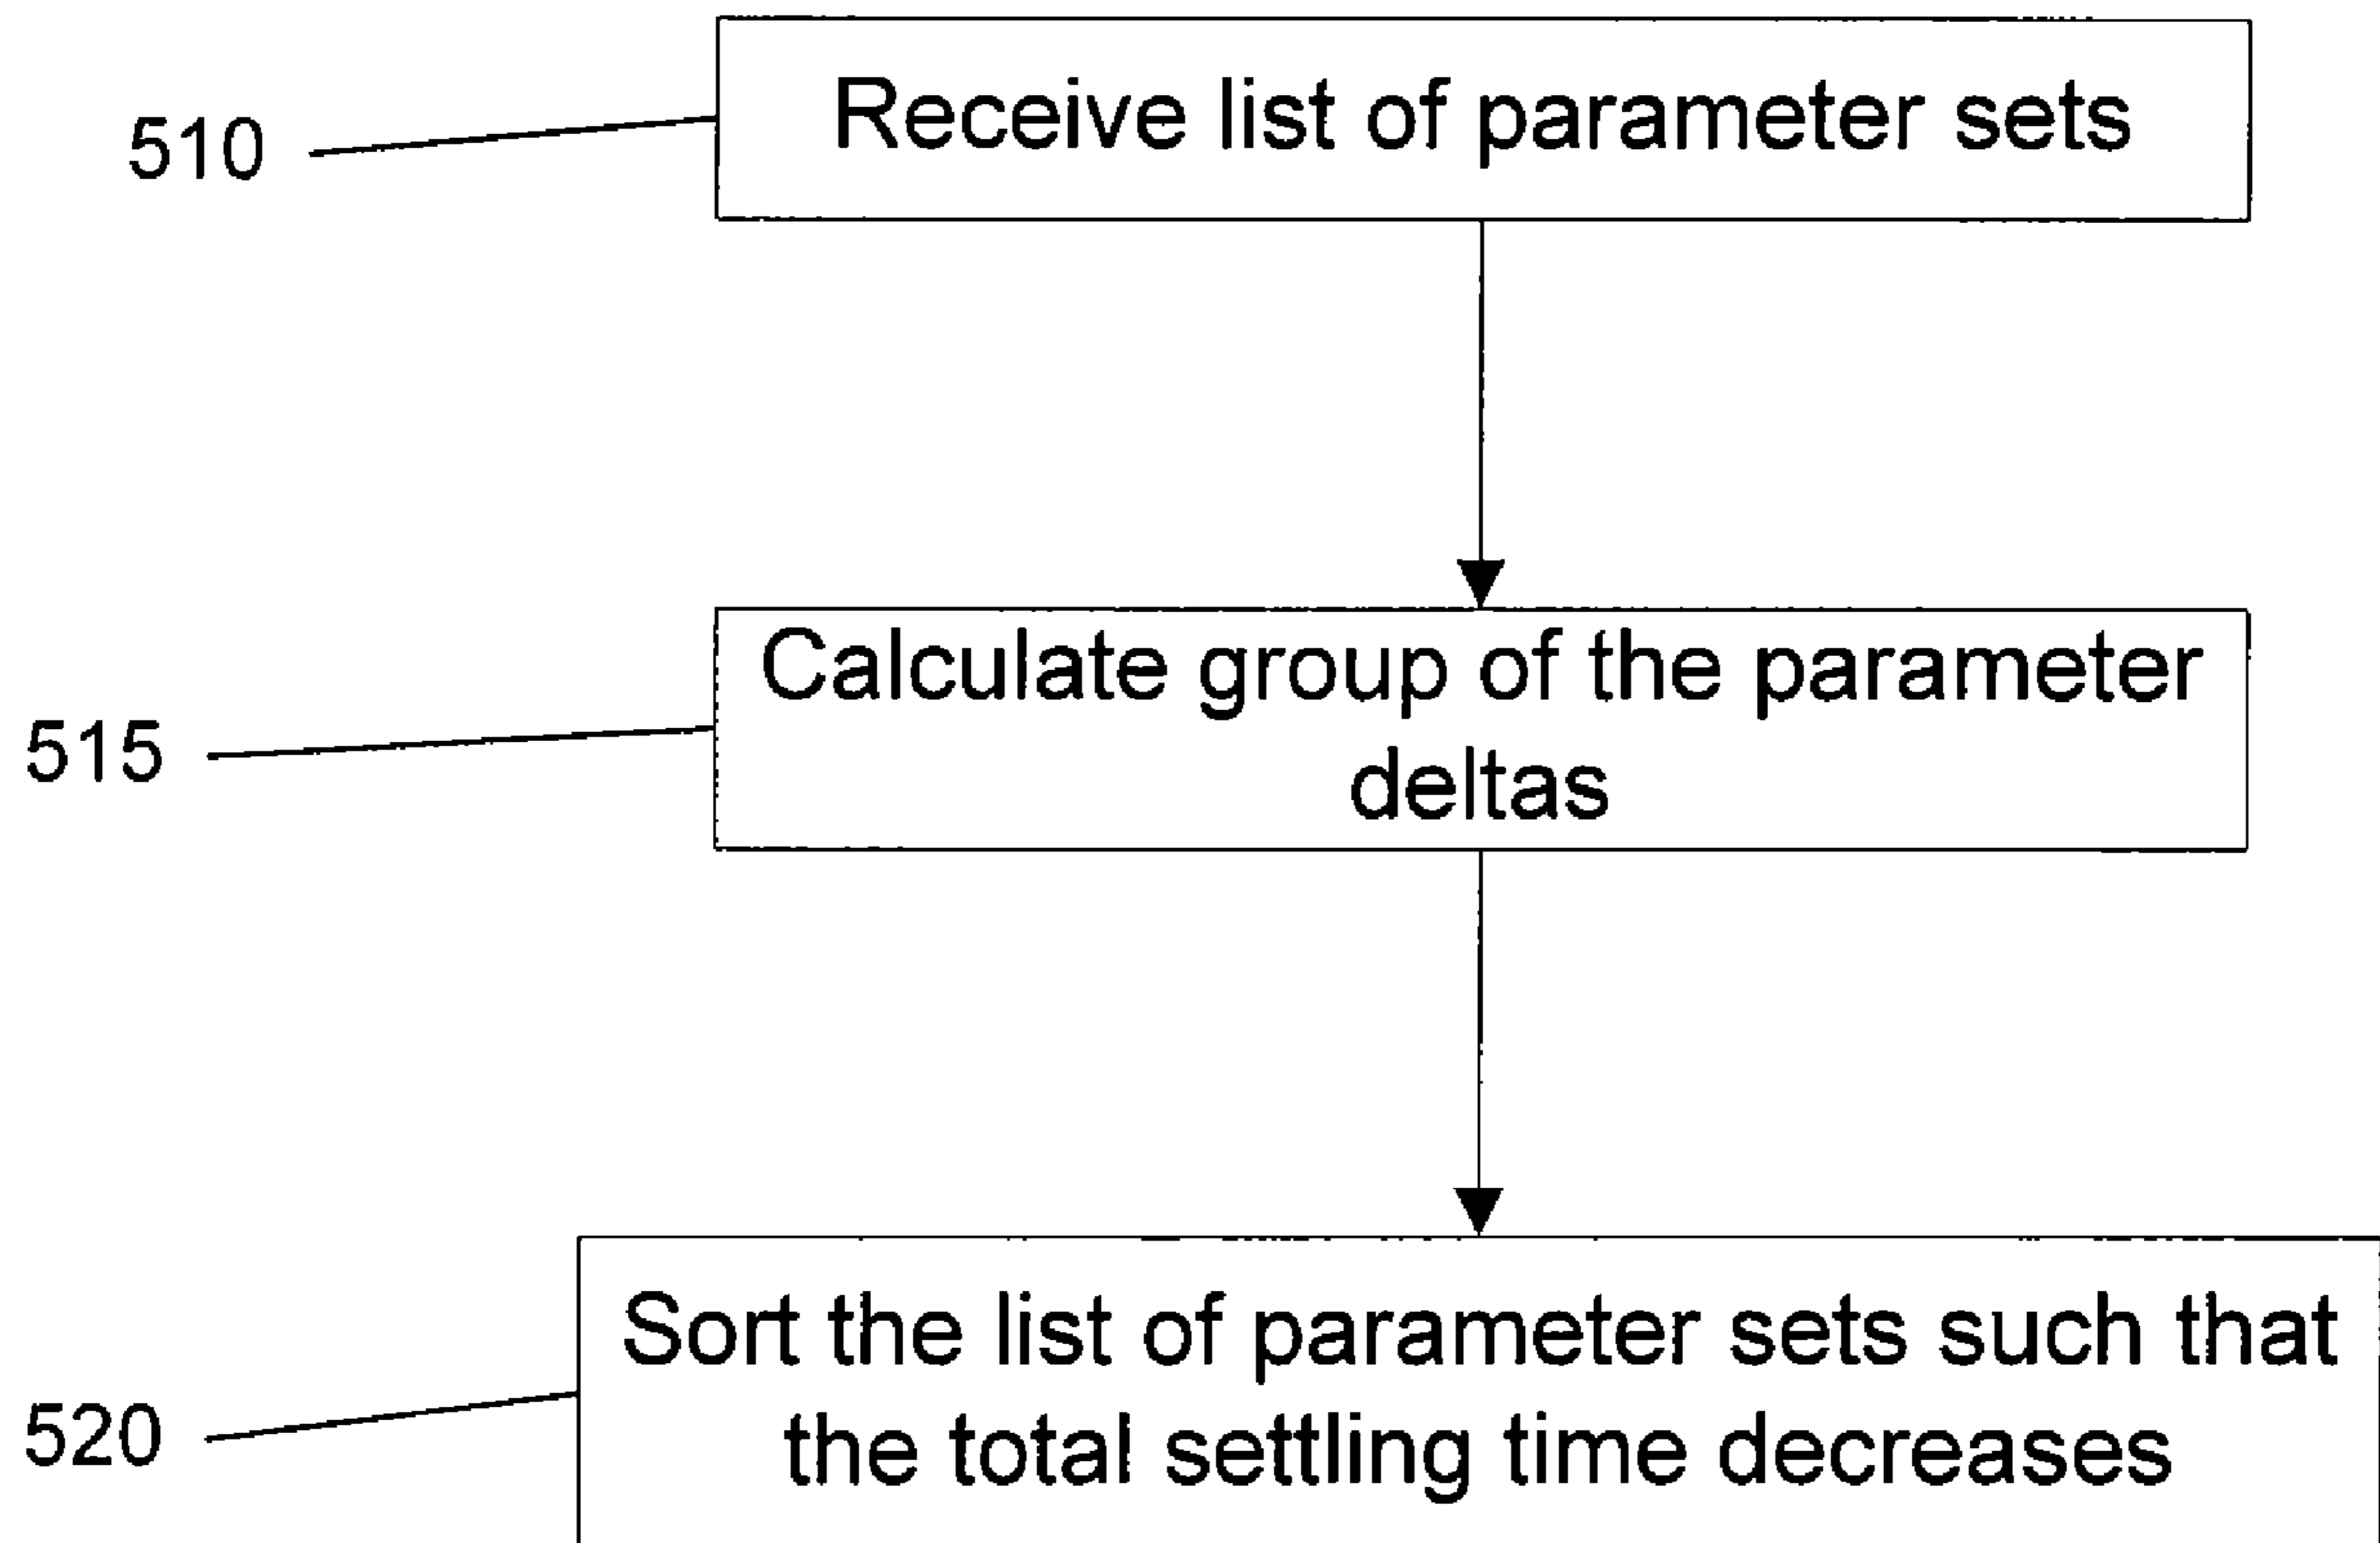 510
Receive list of parameter sets
515
Calculate group of the parameter
deltas
520
Sort the list of parameter sets such that
the total settling time decreases